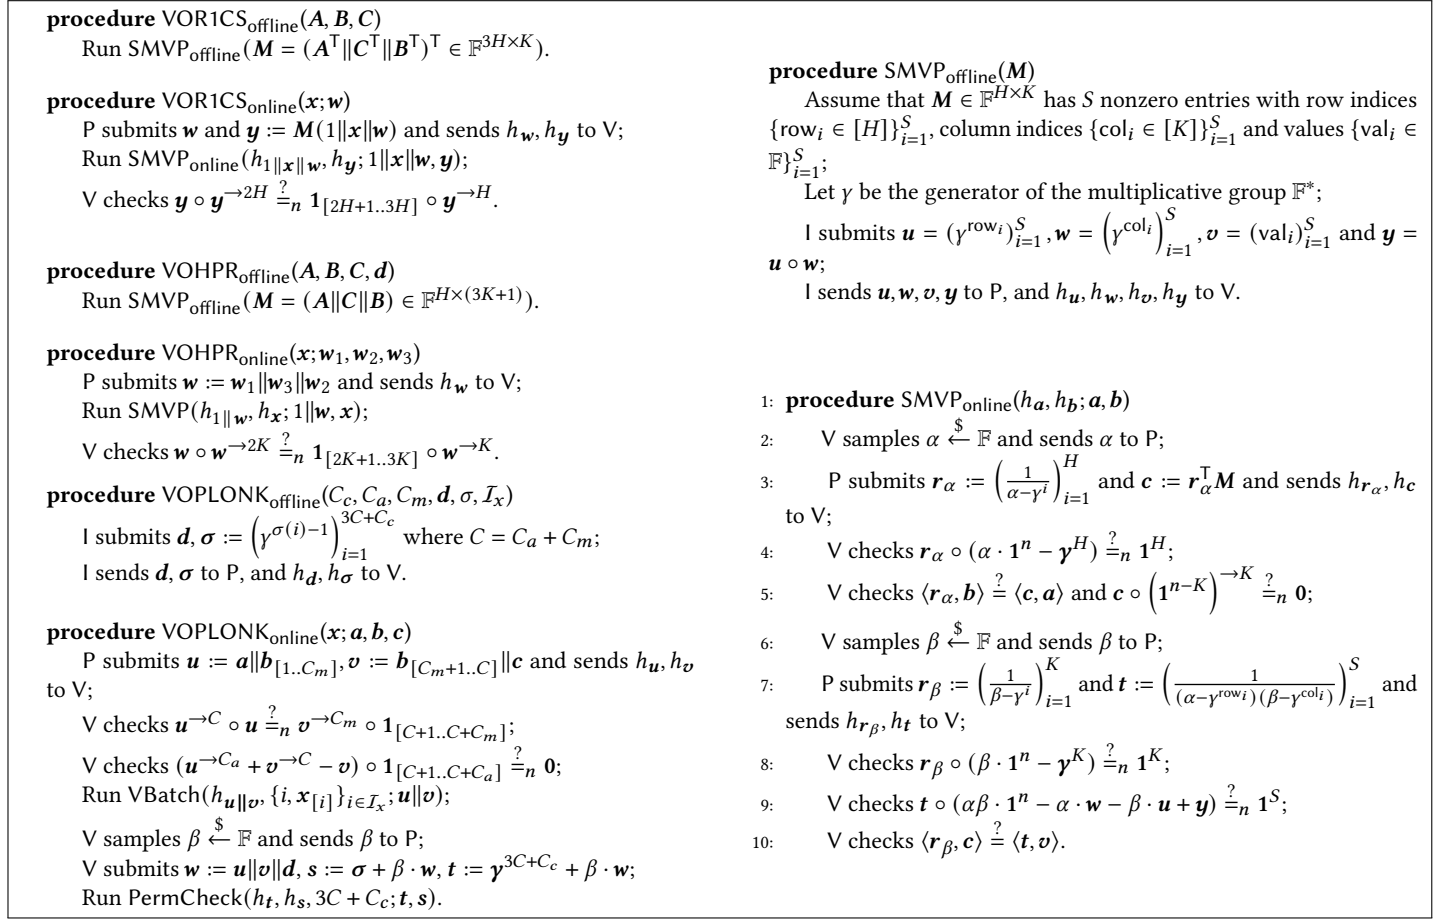 procedure VOR1CS_offline(A, B, C)
Run SMVP_offline(M = (A^⊤∥C^⊤∥B^⊤)^⊤ ∈ 𝔽^{3H×K}).
procedure VOR1CS_online(x; w)
P submits w and y := M(1∥x∥w) and sends h_w, h_y to V;
Run SMVP_online(h_{1∥x∥w}, h_y; 1∥x∥w, y);
V checks y ∘ y^{→2H} ≟_n 1_{[2H+1..3H]} ∘ y^{→H}.
procedure VOHPR_offline(A, B, C, d)
Run SMVP_offline(M = (A∥C∥B) ∈ 𝔽^{H×(3K+1)}).
procedure VOHPR_online(x; w_1, w_2, w_3)
P submits w := w_1∥w_3∥w_2 and sends h_w to V;
Run SMVP(h_{1∥w}, h_x; 1∥w, x);
V checks w ∘ w^{→2K} ≟_n 1_{[2K+1..3K]} ∘ w^{→K}.
procedure VOPLONK_offline(C_c, C_a, C_m, d, σ, I_x)
I submits d, σ := (γ^{σ(i)−1})_{i=1}^{3C+C_c} where C = C_a + C_m;
I sends d, σ to P, and h_d, h_σ to V.
procedure VOPLONK_online(x; a, b, c)
P submits u := a∥b_{[1..C_m]}, v := b_{[C_m+1..C]}∥c and sends h_u, h_v
to V;
V checks u^{→C} ∘ u ≟_n v^{→C_m} ∘ 1_{[C+1..C+C_m]};
V checks (u^{→C_a} + v^{→C} − v) ∘ 1_{[C+1..C+C_a]} ≟_n 0;
Run VBatch(h_{u∥v}, {i, x_{[i]}}_{i∈I_x}; u∥v);
V samples β ←$ 𝔽 and sends β to P;
V submits w := u∥v∥d, s := σ + β · w, t := γ^{3C+C_c} + β · w;
Run PermCheck(h_t, h_s, 3C + C_c; t, s).
procedure SMVP_offline(M)
Assume that M ∈ 𝔽^{H×K} has S nonzero entries with row indices
{row_i ∈ [H]}_{i=1}^S, column indices {col_i ∈ [K]}_{i=1}^S and values {val_i ∈
𝔽}_{i=1}^S;
Let γ be the generator of the multiplicative group 𝔽^*;
I submits u = (γ^{row_i})_{i=1}^S, w = (γ^{col_i})_{i=1}^S, v = (val_i)_{i=1}^S and y =
u ∘ w;
I sends u, w, v, y to P, and h_u, h_w, h_v, h_y to V.
1: procedure SMVP_online(h_a, h_b; a, b)
2: V samples α ←$ 𝔽 and sends α to P;
3: P submits r_α := (1/(α−γ^i))_{i=1}^H and c := r_α^⊤ M and sends h_{r_α}, h_c
to V;
4: V checks r_α ∘ (α · 1^n − γ^H) ≟_n 1^H;
5: V checks ⟨r_α, b⟩ ≟ ⟨c, a⟩ and c ∘ (1^{n−K})^{→K} ≟_n 0;
6: V samples β ←$ 𝔽 and sends β to P;
7: P submits r_β := (1/(β−γ^i))_{i=1}^K and t := (1/((α−γ^{row_i})(β−γ^{col_i})))_{i=1}^S and
sends h_{r_β}, h_t to V;
8: V checks r_β ∘ (β · 1^n − γ^K) ≟_n 1^K;
9: V checks t ∘ (αβ · 1^n − α · w − β · u + y) ≟_n 1^S;
10: V checks ⟨r_β, c⟩ ≟ ⟨t, v⟩.